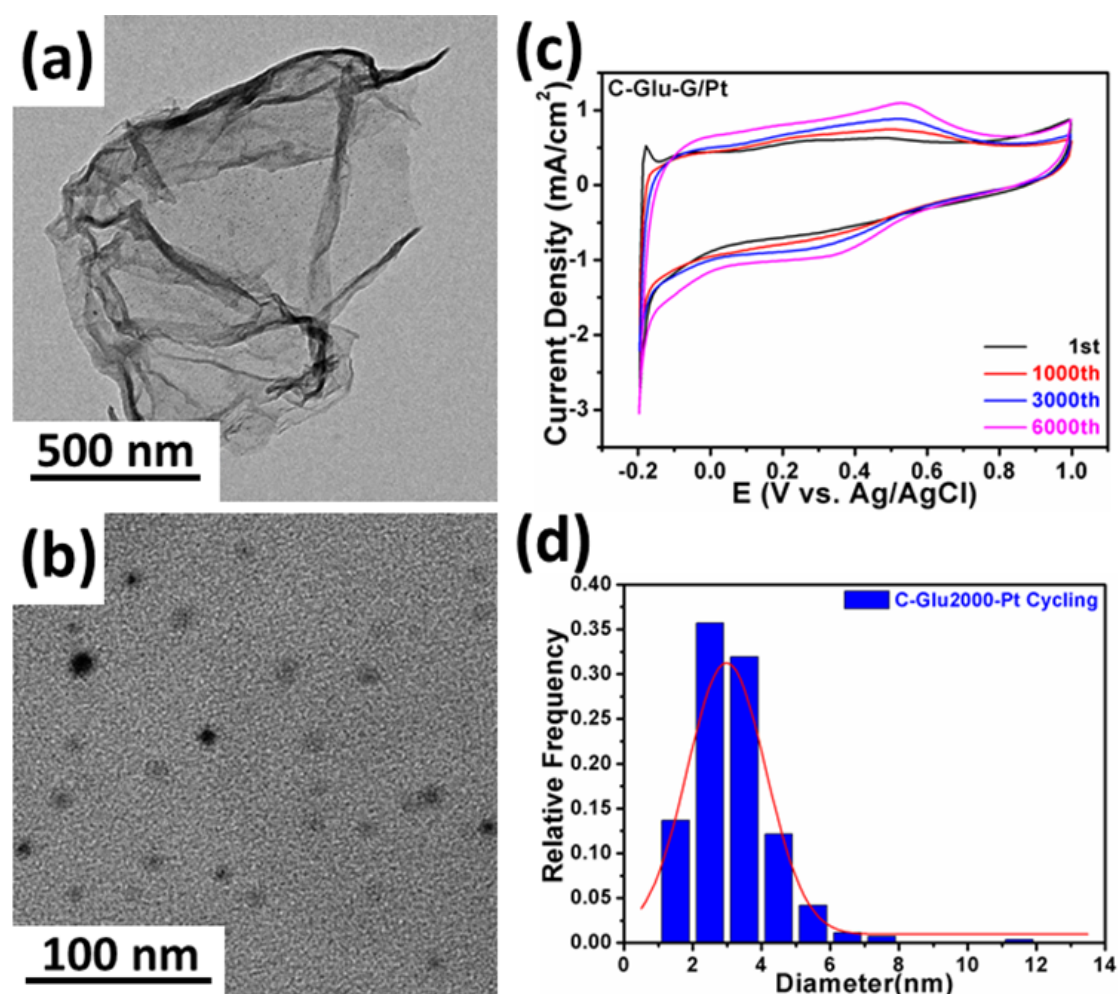 (a)
500 nm
(b)
100 nm
(c)
C-Glu-G/Pt
Current Density (mA/cm²)
1
0
-1
-2
-3
1st
1000th
3000th
6000th
-0.2 0.0 0.2 0.4 0.6 0.8 1.0
E (V vs. Ag/AgCl)
(d)
C-Glu2000-Pt Cycling
Relative Frequency
0.40
0.35
0.30
0.25
0.20
0.15
0.10
0.05
0.00
0 2 4 6 8 10 12 14
Diameter(nm)